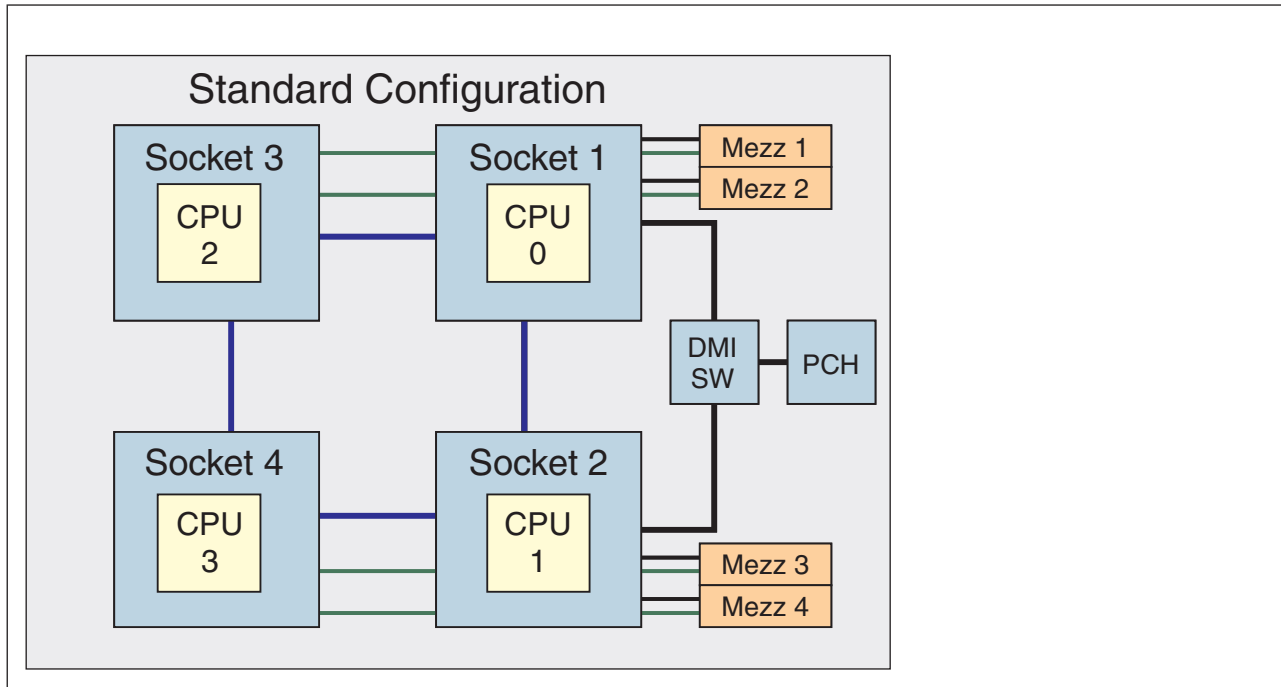 Standard Configuration
Socket 3
CPU
2
Socket 1
CPU
0
Mezz 1
Mezz 2
DMI
SW
PCH
Socket 4
CPU
3
Socket 2
CPU
1
Mezz 3
Mezz 4